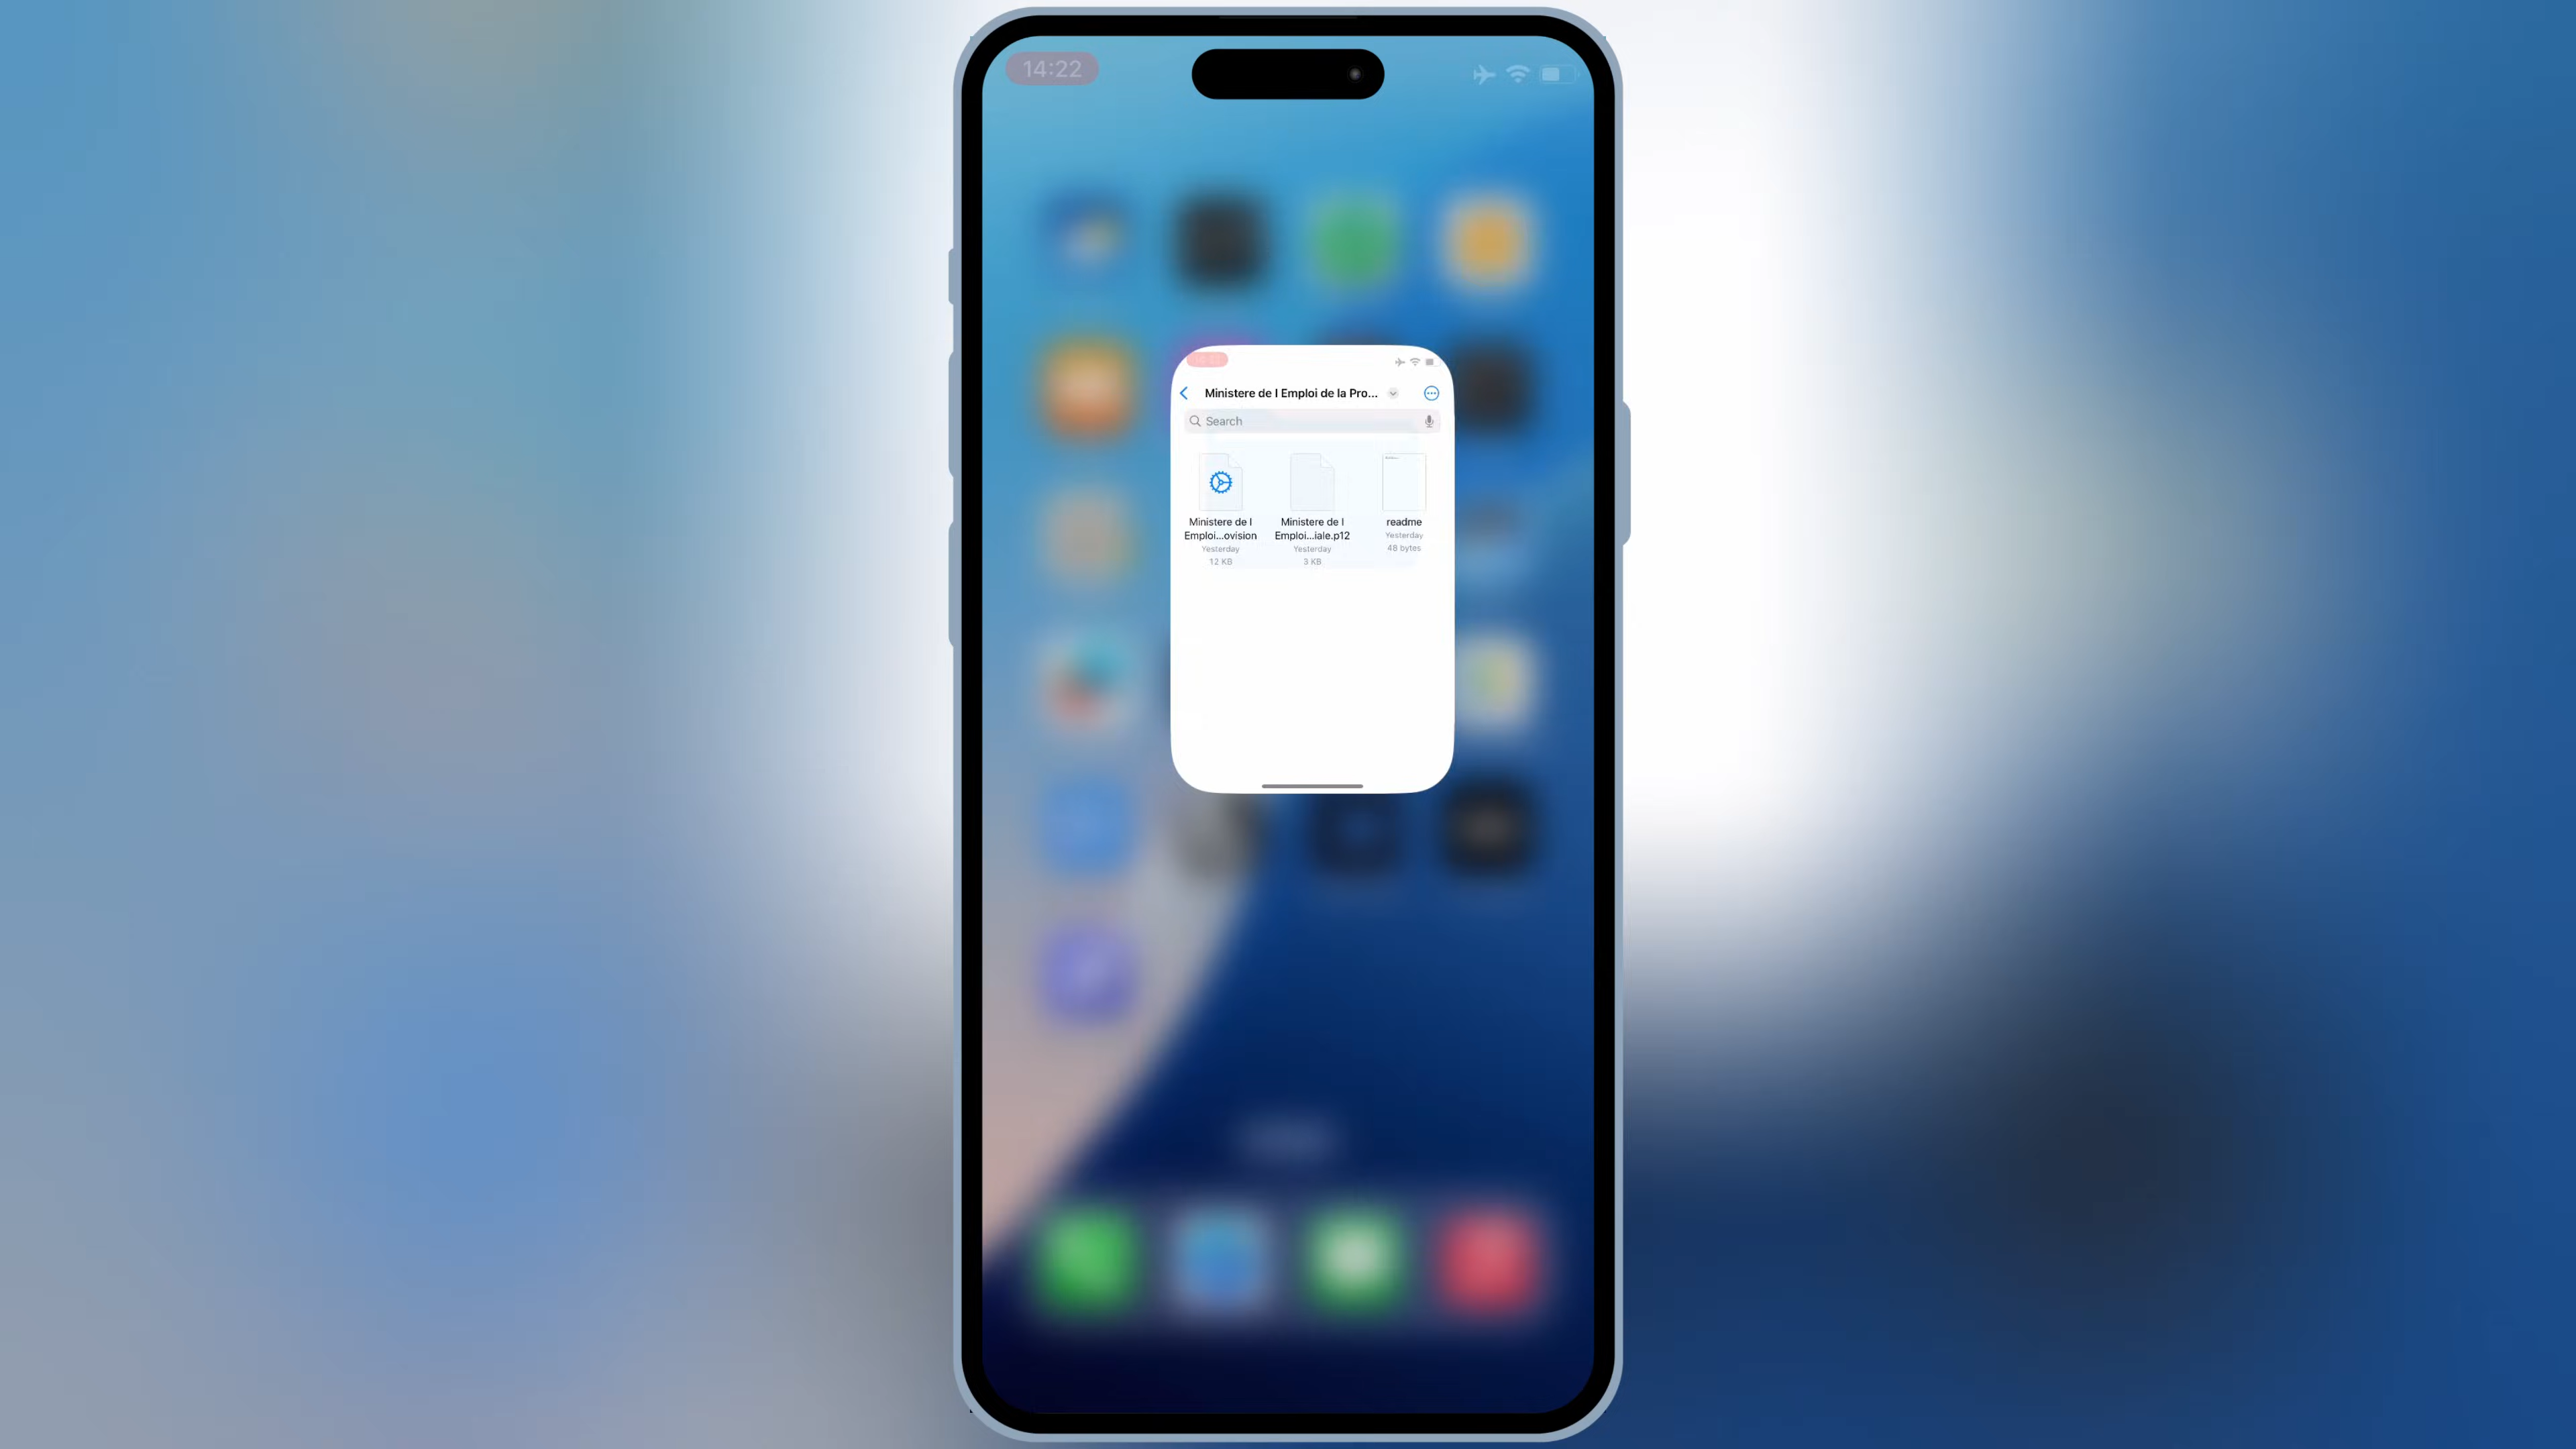 14:22
Ministere de l Emploi de la Pro...
Search
Ministere de l
Emploi...ovision
Yesterday
12 KB
Ministere de l
Emploi...iale.p12
Yesterday
3 KB
readme
Yesterday
48 bytes